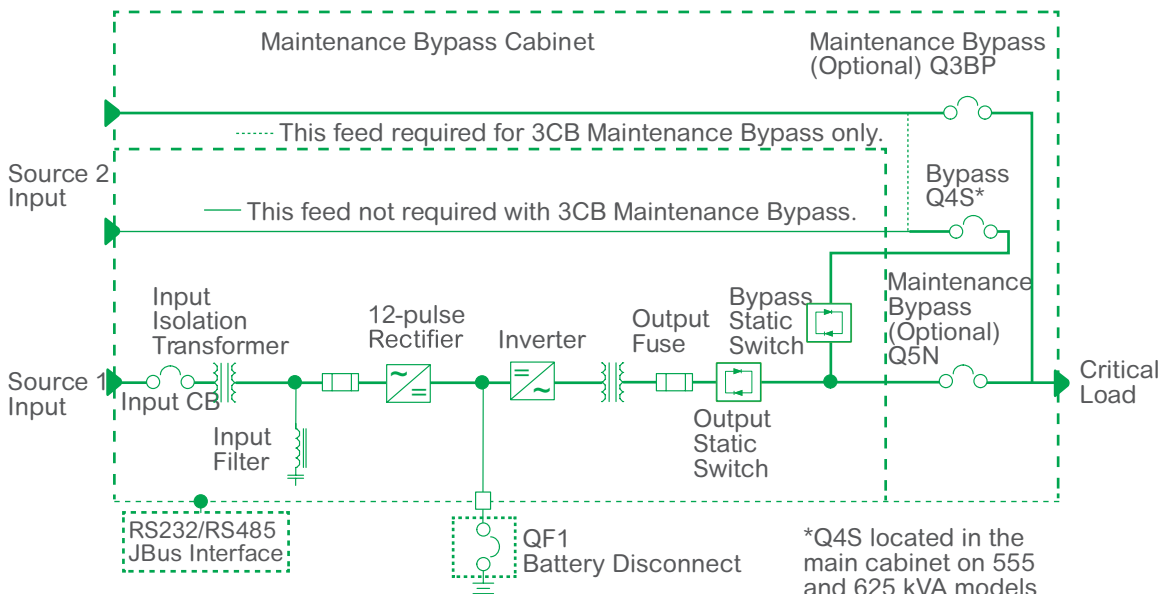 Maintenance Bypass Cabinet
Maintenance Bypass
(Optional) Q3BP
This feed required for 3CB Maintenance Bypass only.
Source 2
Input
Bypass
Q4S*
This feed not required with 3CB Maintenance Bypass.
Input
Isolation
Transformer
12-pulse
Rectifier
Inverter
Output
Fuse
Bypass
Static
Switch
Maintenance
Bypass
(Optional)
Q5N
Source 1
Input
Input CB
Critical
Load
Input
Filter
Output
Static
Switch
RS232/RS485
JBus Interface
QF1
Battery Disconnect
*Q4S located in the
main cabinet on 555
and 625 kVA models